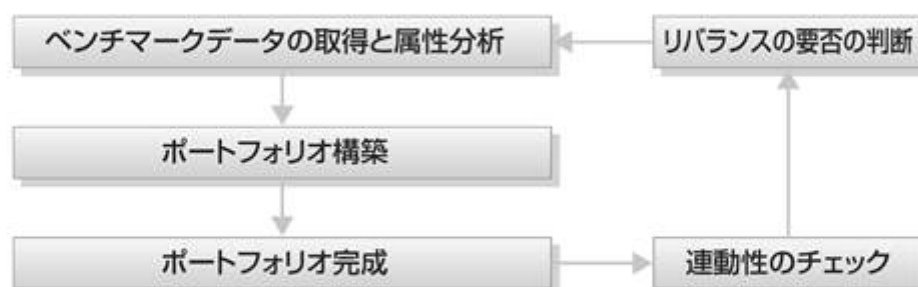 ベンチマークデータの取得と属性分析
リバランスの要否の判断
ポートフォリオ構築
ポートフォリオ完成
連動性のチェック